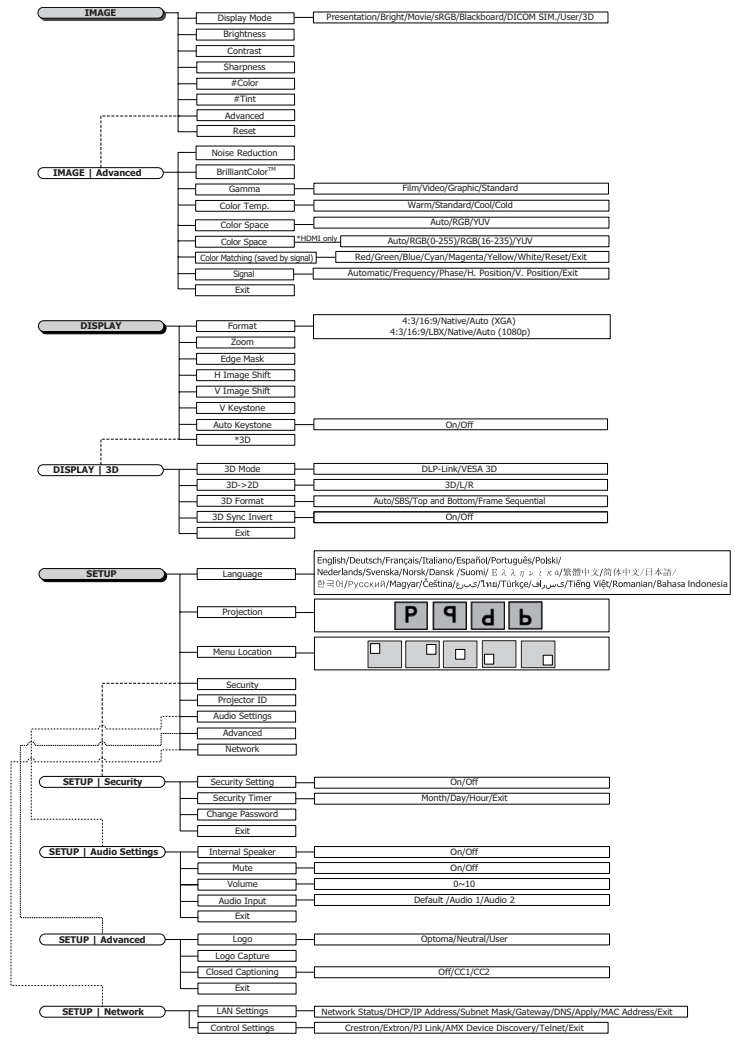 IMAGE
Display Mode
Presentation/Bright/Movie/sRGB/Blackboard/DICOM SIM./User/3D
Brightness
Contrast
Sharpness
#Color
#Tint
Advanced
Reset
IMAGE | Advanced
Noise Reduction
BrilliantColor™
Gamma
Film/Video/Graphic/Standard
Color Temp.
Warm/Standard/Cool/Cold
Color Space
Auto/RGB/YUV
Color Space
*HDMI only
Auto/RGB(0-255)/RGB(16-235)/YUV
Color Matching (saved by signal)
Red/Green/Blue/Cyan/Magenta/Yellow/White/Reset/Exit
Signal
Automatic/Frequency/Phase/H. Position/V. Position/Exit
Exit
DISPLAY
Format
4:3/16:9/Native/Auto (XGA)
4:3/16:9/LBX/Native/Auto (1080p)
Zoom
Edge Mask
H Image Shift
V Image Shift
V Keystone
Auto Keystone
On/Off
*3D
DISPLAY | 3D
3D Mode
DLP-Link/VESA 3D
3D->2D
3D/L/R
3D Format
Auto/SBS/Top and Bottom/Frame Sequential
3D Sync Invert
On/Off
Exit
SETUP
Language
English/Deutsch/Français/Italiano/Español/Português/Polski/
Nederlands/Svenska/Norsk/Dansk /Suomi/ Ελληνικά/繁體中文/简体中文/日本語/
한국어/Русский/Magyar/Čeština/عربي/ไทย/Türkçe/فارسی/Tiếng Việt/Romanian/Bahasa Indonesia
Projection
P
Menu Location
Security
Projector ID
Audio Settings
Advanced
Network
SETUP | Security
Security Setting
On/Off
Security Timer
Month/Day/Hour/Exit
Change Password
Exit
SETUP | Audio Settings
Internal Speaker
On/Off
Mute
On/Off
Volume
0~10
Audio Input
Default /Audio 1/Audio 2
Exit
SETUP | Advanced
Logo
Optoma/Neutral/User
Logo Capture
Closed Captioning
Off/CC1/CC2
Exit
SETUP | Network
LAN Settings
Network Status/DHCP/IP Address/Subnet Mask/Gateway/DNS/Apply/MAC Address/Exit
Control Settings
Crestron/Extron/PJ Link/AMX Device Discovery/Telnet/Exit